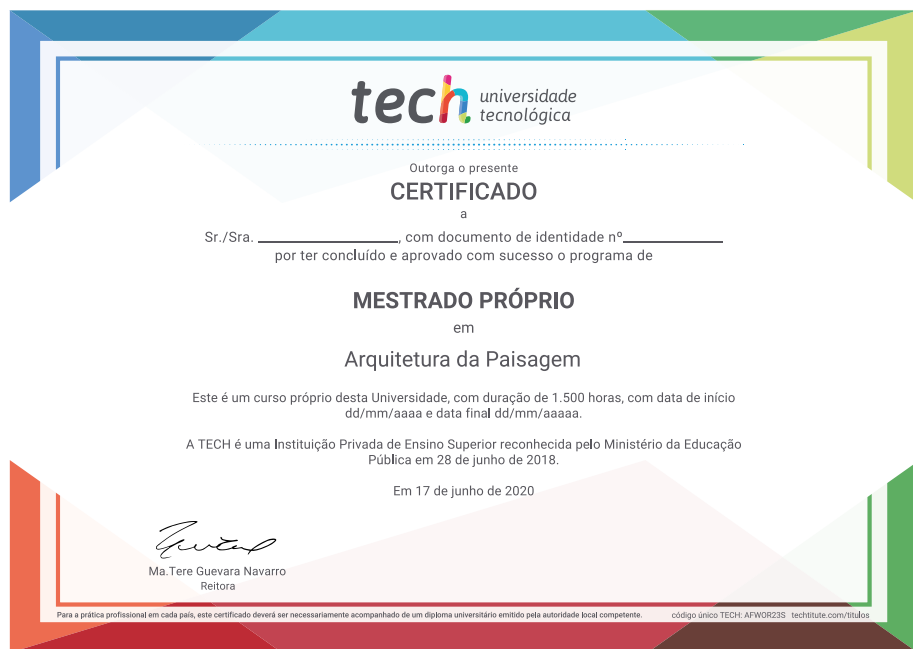 tech universidade
tecnológica
Outorga o presente
CERTIFICADO
a
Sr./Sra. ________________, com documento de identidade nº____________
por ter concluído e aprovado com sucesso o programa de
MESTRADO PRÓPRIO
em
Arquitetura da Paisagem
Este é um curso próprio desta Universidade, com duração de 1.500 horas, com data de início
dd/mm/aaaa e data final dd/mm/aaaaa.
A TECH é uma Instituição Privada de Ensino Superior reconhecida pelo Ministério da Educação
Pública em 28 de junho de 2018.
Em 17 de junho de 2020
Ma.Tere Guevara Navarro
Reitora
Para a prática profissional em cada país, este certificado deverá ser necessariamente acompanhado de um diploma universitário emitido pela autoridade local competente. código único TECH: AFWOR23S techtitute.com/titulos